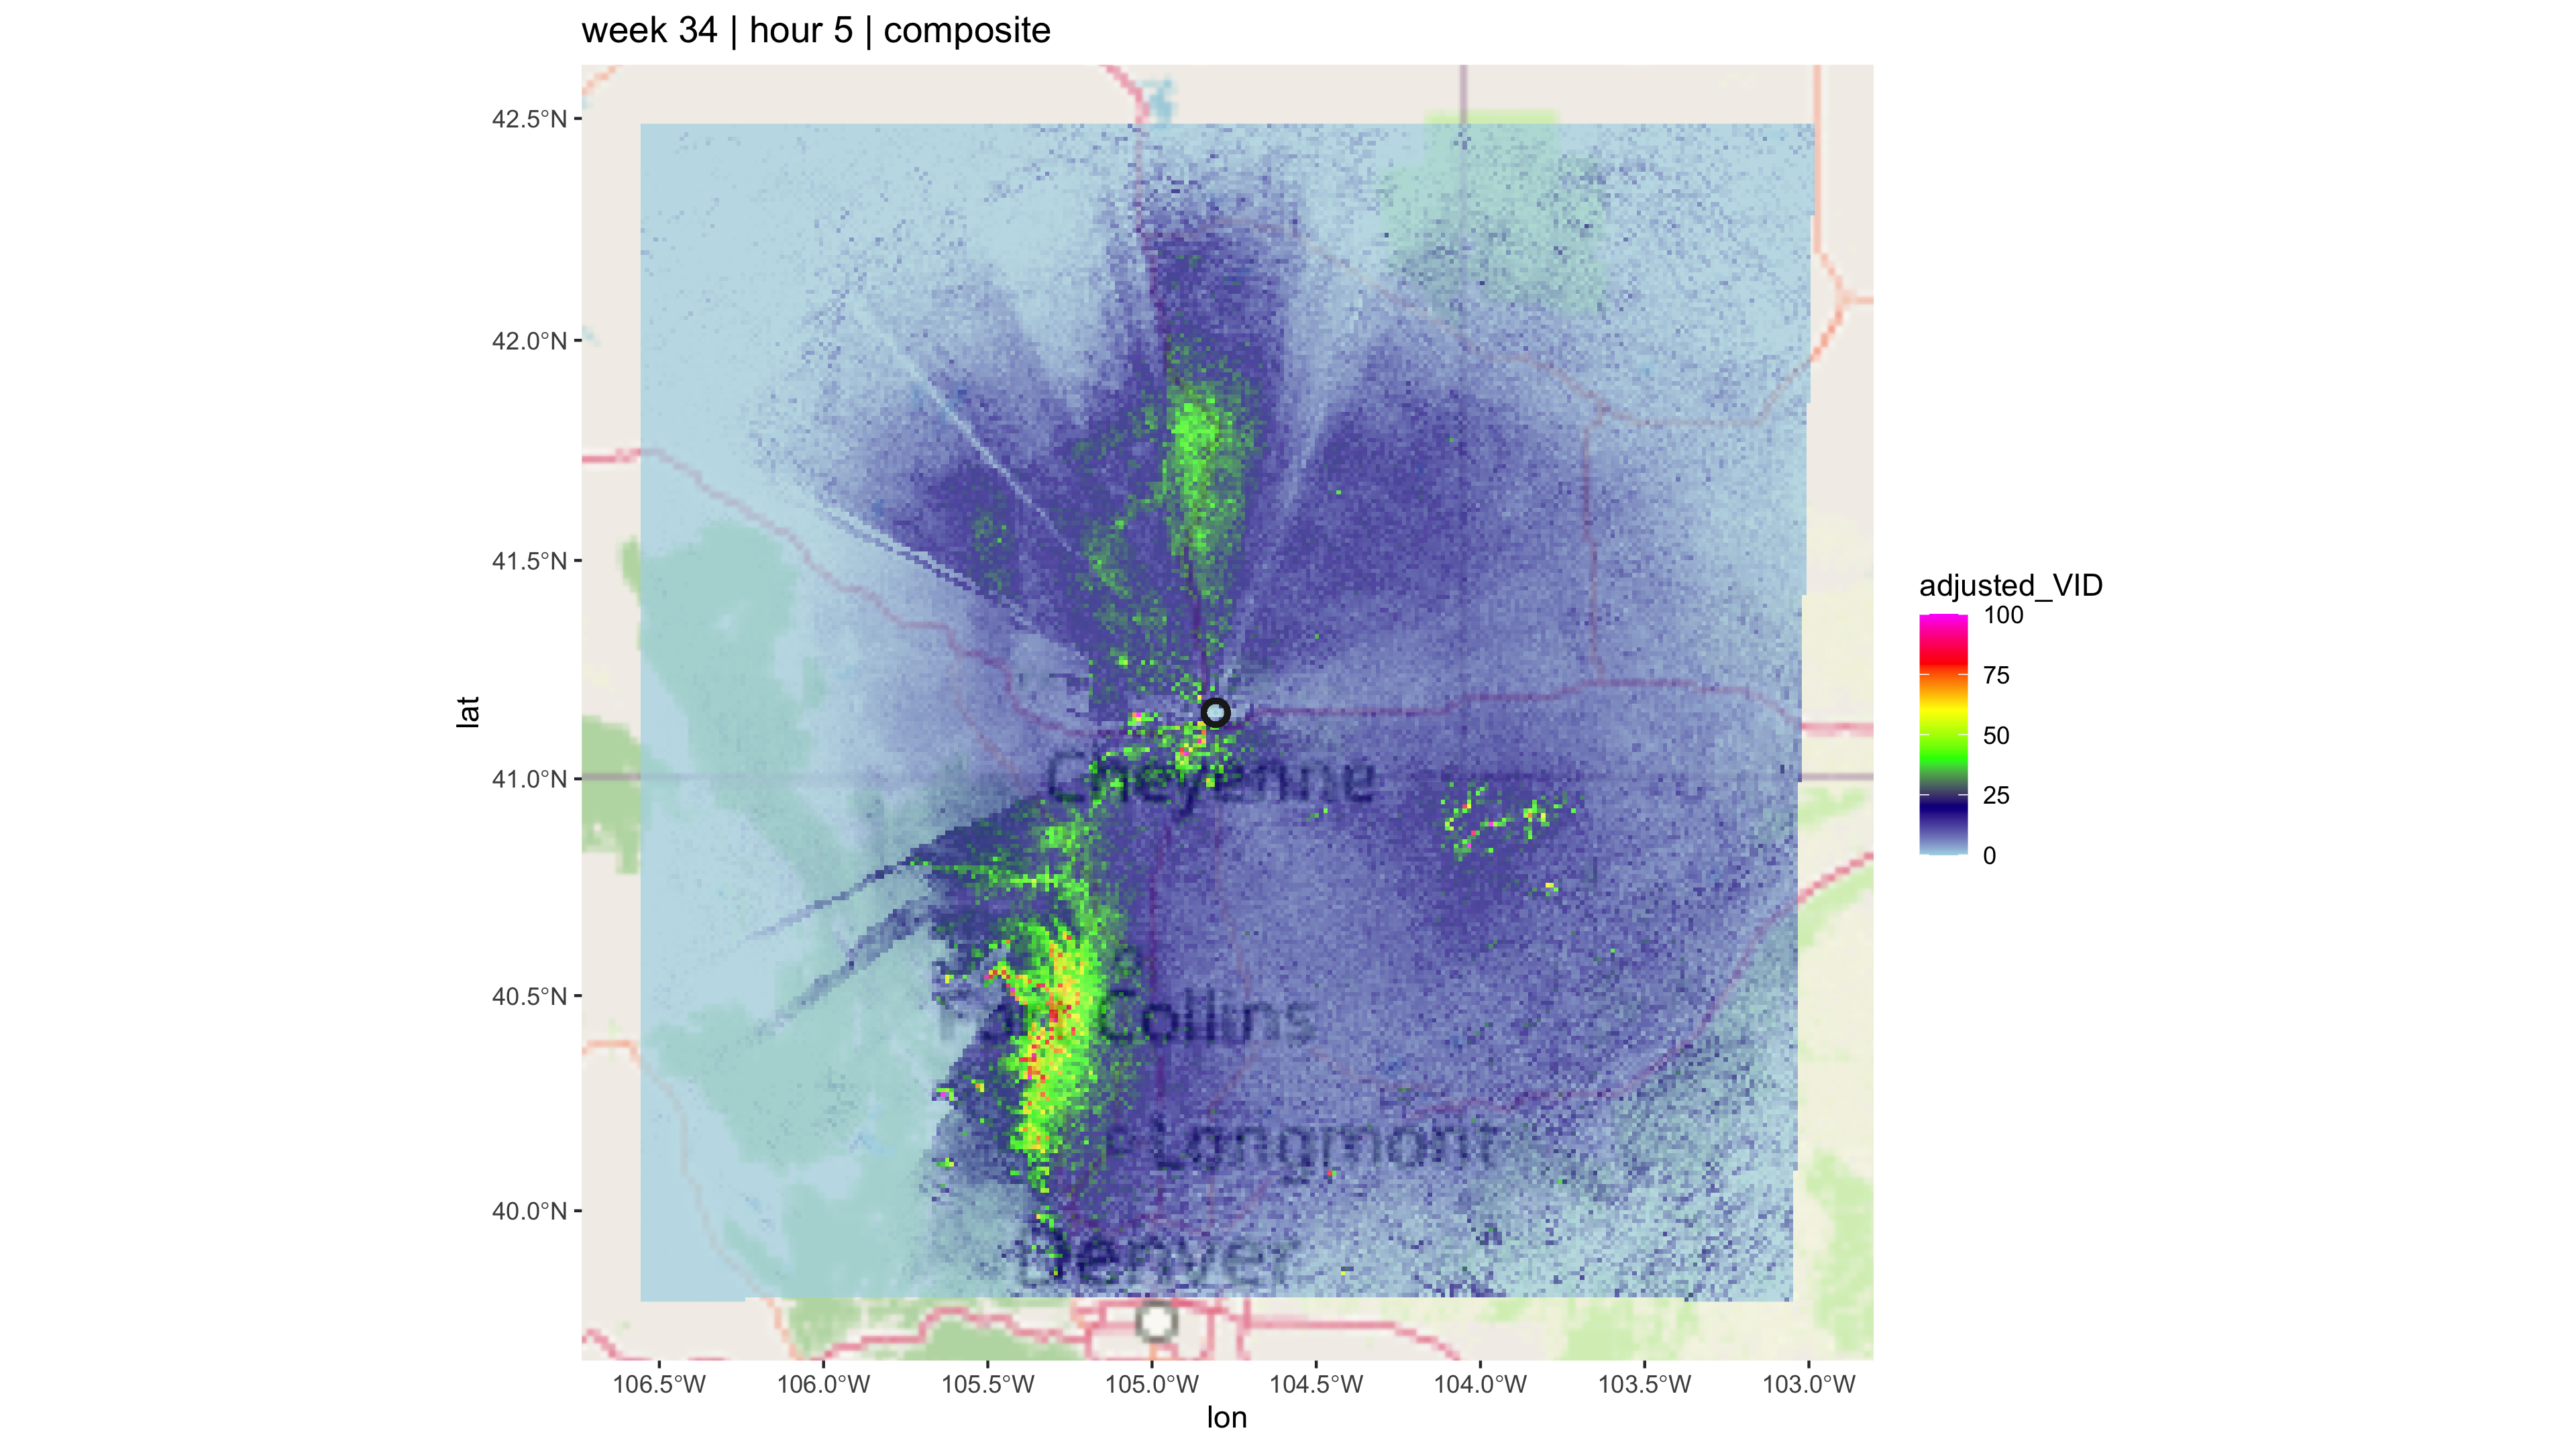 week 34 | hour 5 | composite
42.5°N
42.0°N
41.5°N
41.0°N
40.5°N
40.0°N
lat
106.5°W 106.0°W 105.5°W 105.0°W 104.5°W 104.0°W 103.5°W 103.0°W
lon
Cheyenne
Fort Collins
Longmont
Denver
adjusted_VID
100
75
50
25
0